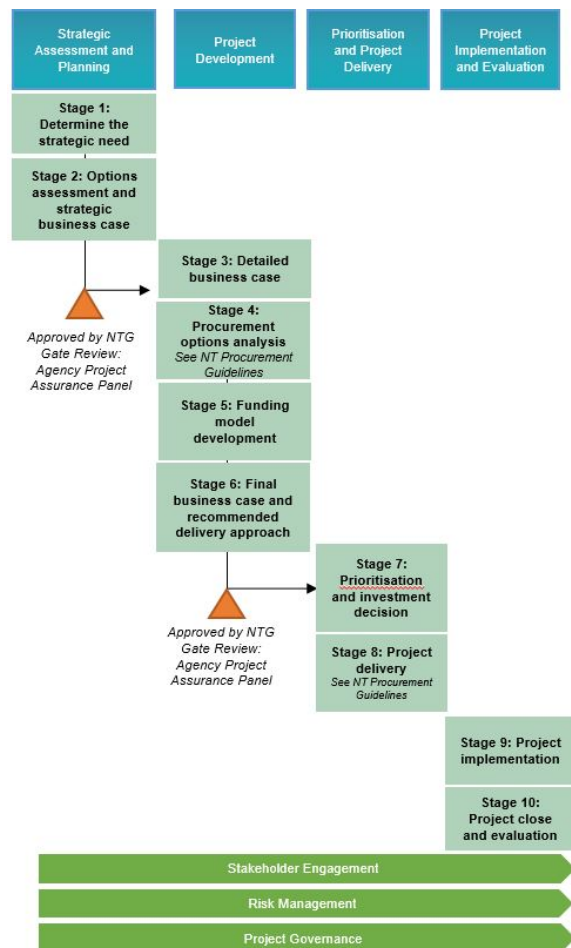 Strategic
Assessment and
Planning
Project
Development
Prioritisation
and Project
Delivery
Project
Implementation
and Evaluation
Stage 1:
Determine the
strategic need
Stage 2: Options
assessment and
strategic
business case
Approved by NTG
Gate Review:
Agency Project
Assurance Panel
Stage 3: Detailed
business case
Stage 4:
Procurement
options analysis
See NT Procurement
Guidelines
Stage 5: Funding
model
development
Stage 6: Final
business case and
recommended
delivery approach
Approved by NTG
Gate Review:
Agency Project
Assurance Panel
Stage 7:
Prioritisation
and investment
decision
Stage 8: Project
delivery
See NT Procurement
Guidelines
Stage 9: Project
implementation
Stage 10:
Project close
and evaluation
Stakeholder Engagement
Risk Management
Project Governance